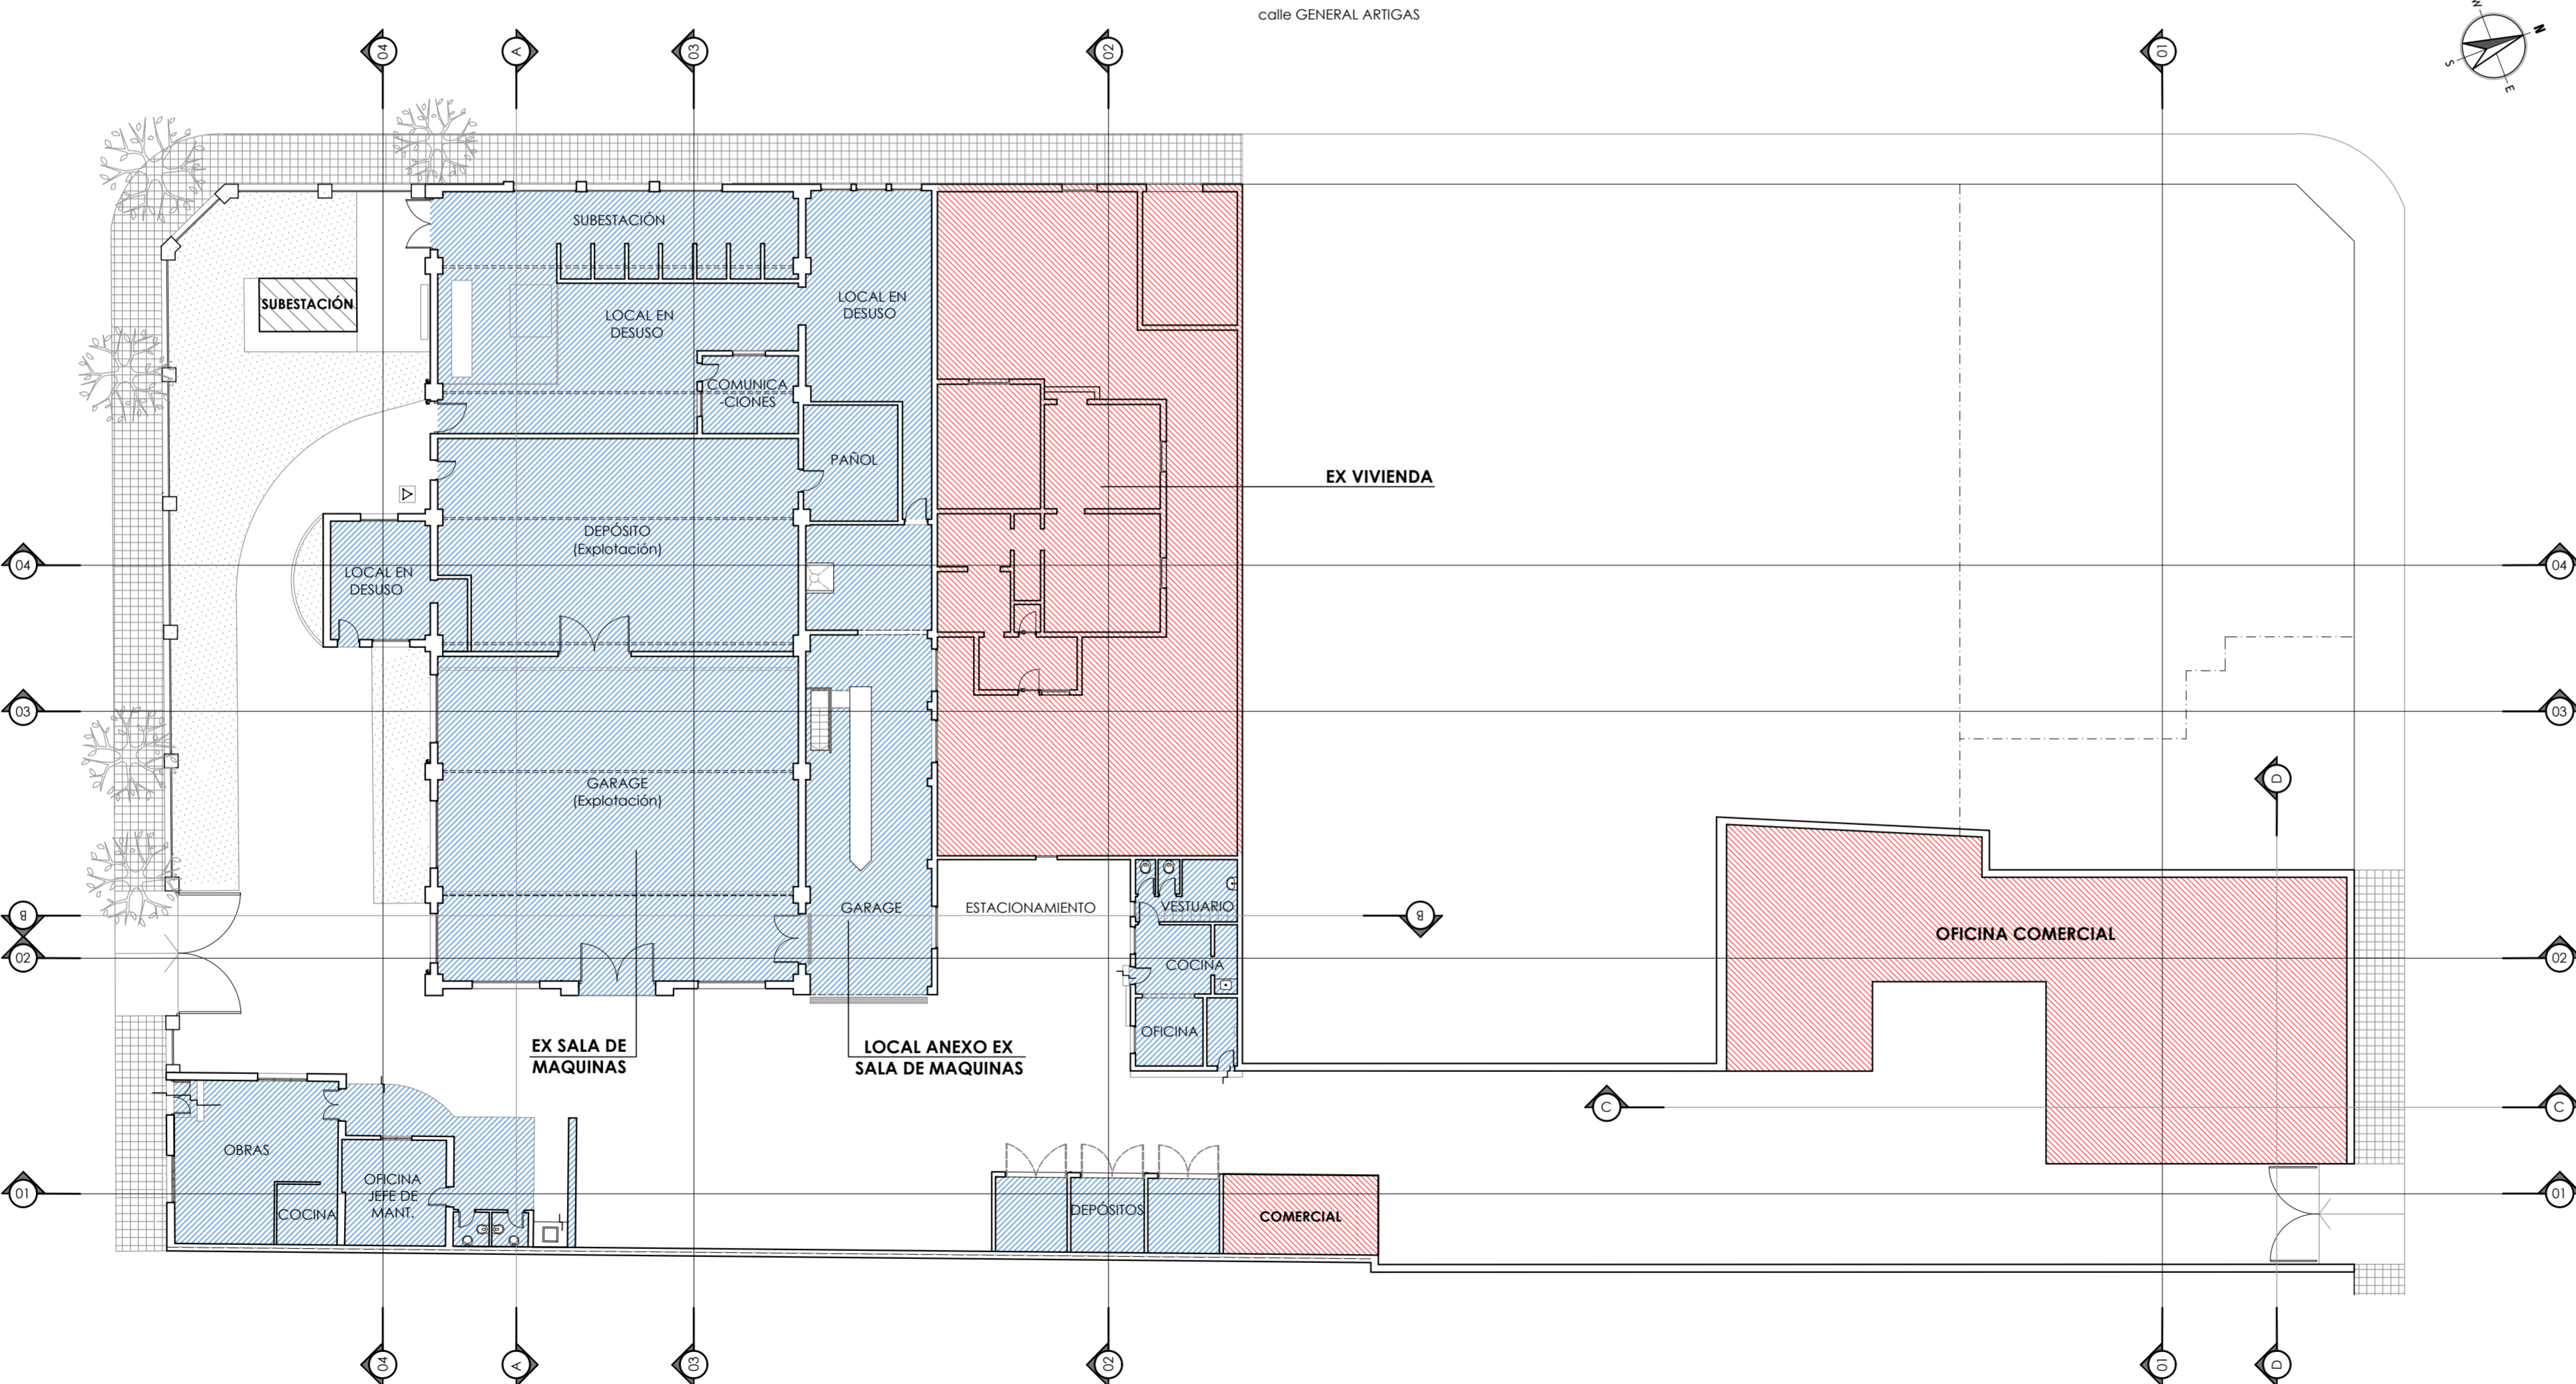 calle GENERAL ARTIGAS
N
N
S
E
04
A
03
02
01
SUBESTACIÓN
SUBESTACIÓN
LOCAL EN
DESUSO
LOCAL EN
DESUSO
COMUNICA
-CIONES
PAÑOL
EX VIVIENDA
DEPÓSITO
(Explotación)
LOCAL EN
DESUSO
04
04
03
03
D
GARAGE
(Explotación)
GARAGE
ESTACIONAMIENTO
VESTUARIO
B
B
OFICINA COMERCIAL
02
02
COCINA
OFICINA
EX SALA DE
MAQUINAS
LOCAL ANEXO EX
SALA DE MAQUINAS
C
C
OBRAS
OFICINA
JEFE DE
MANT.
COCINA
01
01
DEPÓSITOS
COMERCIAL
04
A
03
02
01
D